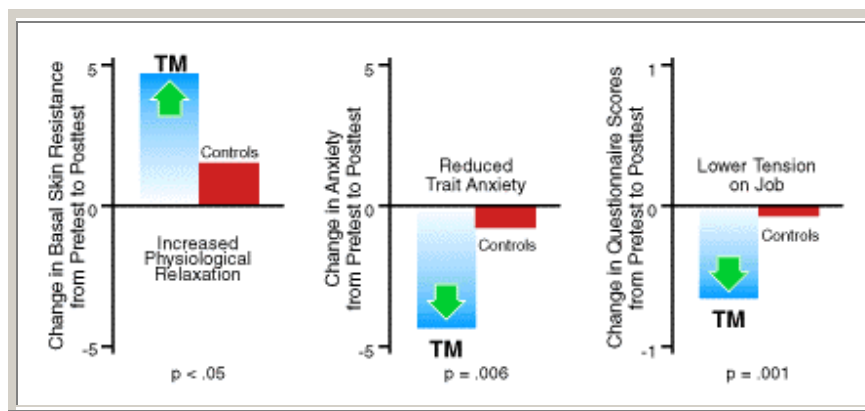 Change in Basal Skin Resistance
from Pretest to Posttest
5
0
-5
TM
Controls
Increased
Physiological
Relaxation
p < .05
Change in Anxiety
from Pretest to Posttest
5
0
-5
Reduced
Trait Anxiety
Controls
TM
p = .006
Change in Questionnaire Scores
from Pretest to Posttest
1
0
-1
Lower Tension
on Job
Controls
TM
p = .001